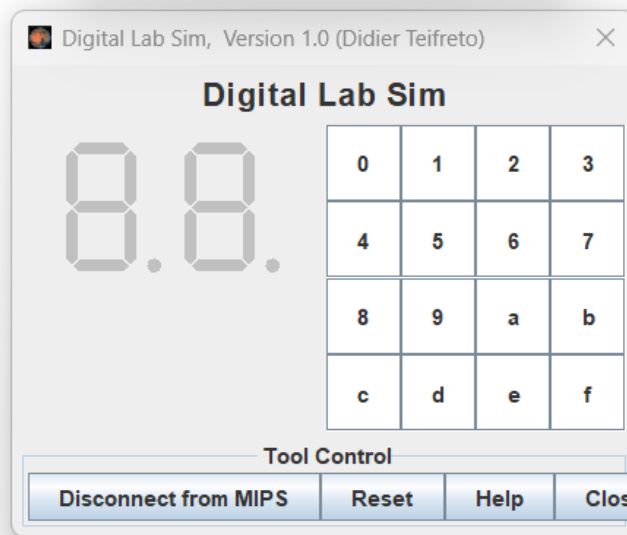 Digital Lab Sim, Version 1.0 (Didier Teifreto)
Digital Lab Sim
0 1 2 3
4 5 6 7
8 9 a b
c d e f
Tool Control
Disconnect from MIPS Reset Help Clos